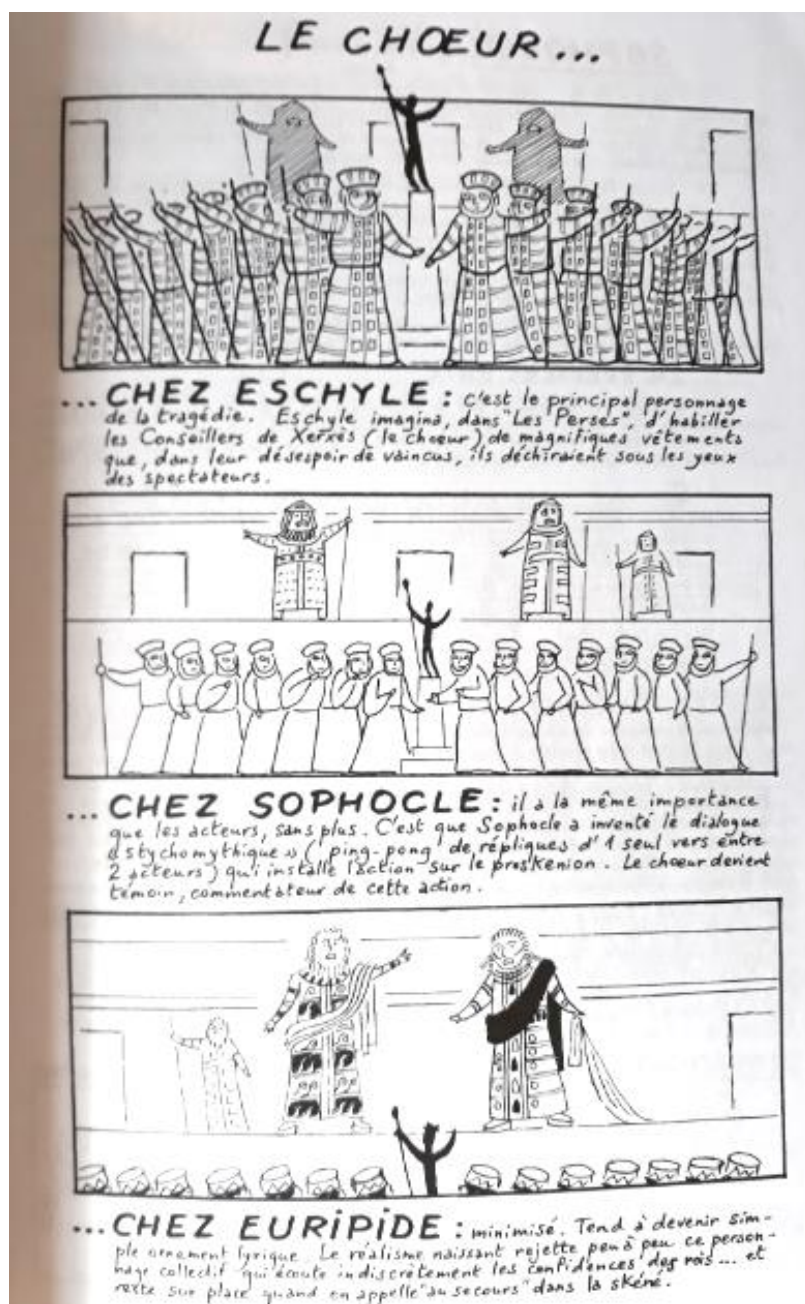 LE CHŒUR...
... CHEZ ESCHYLE : c'est le principal personnage
de la tragédie. Eschyle imagina, dans "Les Perses", d'habiller
les Conseillers de Xerxès (le chœur) de magnifiques vêtements
que, dans leur désespoir de vaincus, ils déchiraient sous les yeux
des spectateurs.
... CHEZ SOPHOCLE : il a la même importance
que les acteurs, sans plus. C'est que Sophocle a inventé le dialogue
« stychomythique » ('ping-pong' de répliques d'1 seul vers entre
2 acteurs) qui installe l'action sur le proskenion. Le chœur devient
témoin, commentateur de cette action.
... CHEZ EURIPIDE : minimisé. Tend à devenir sim-
ple ornement lyrique. Le réalisme naissant rejette peu à peu ce person-
nage collectif qui écoute indiscrètement les confidences des rois... et
reste sur place quand on appelle "au secours" dans la skéné.